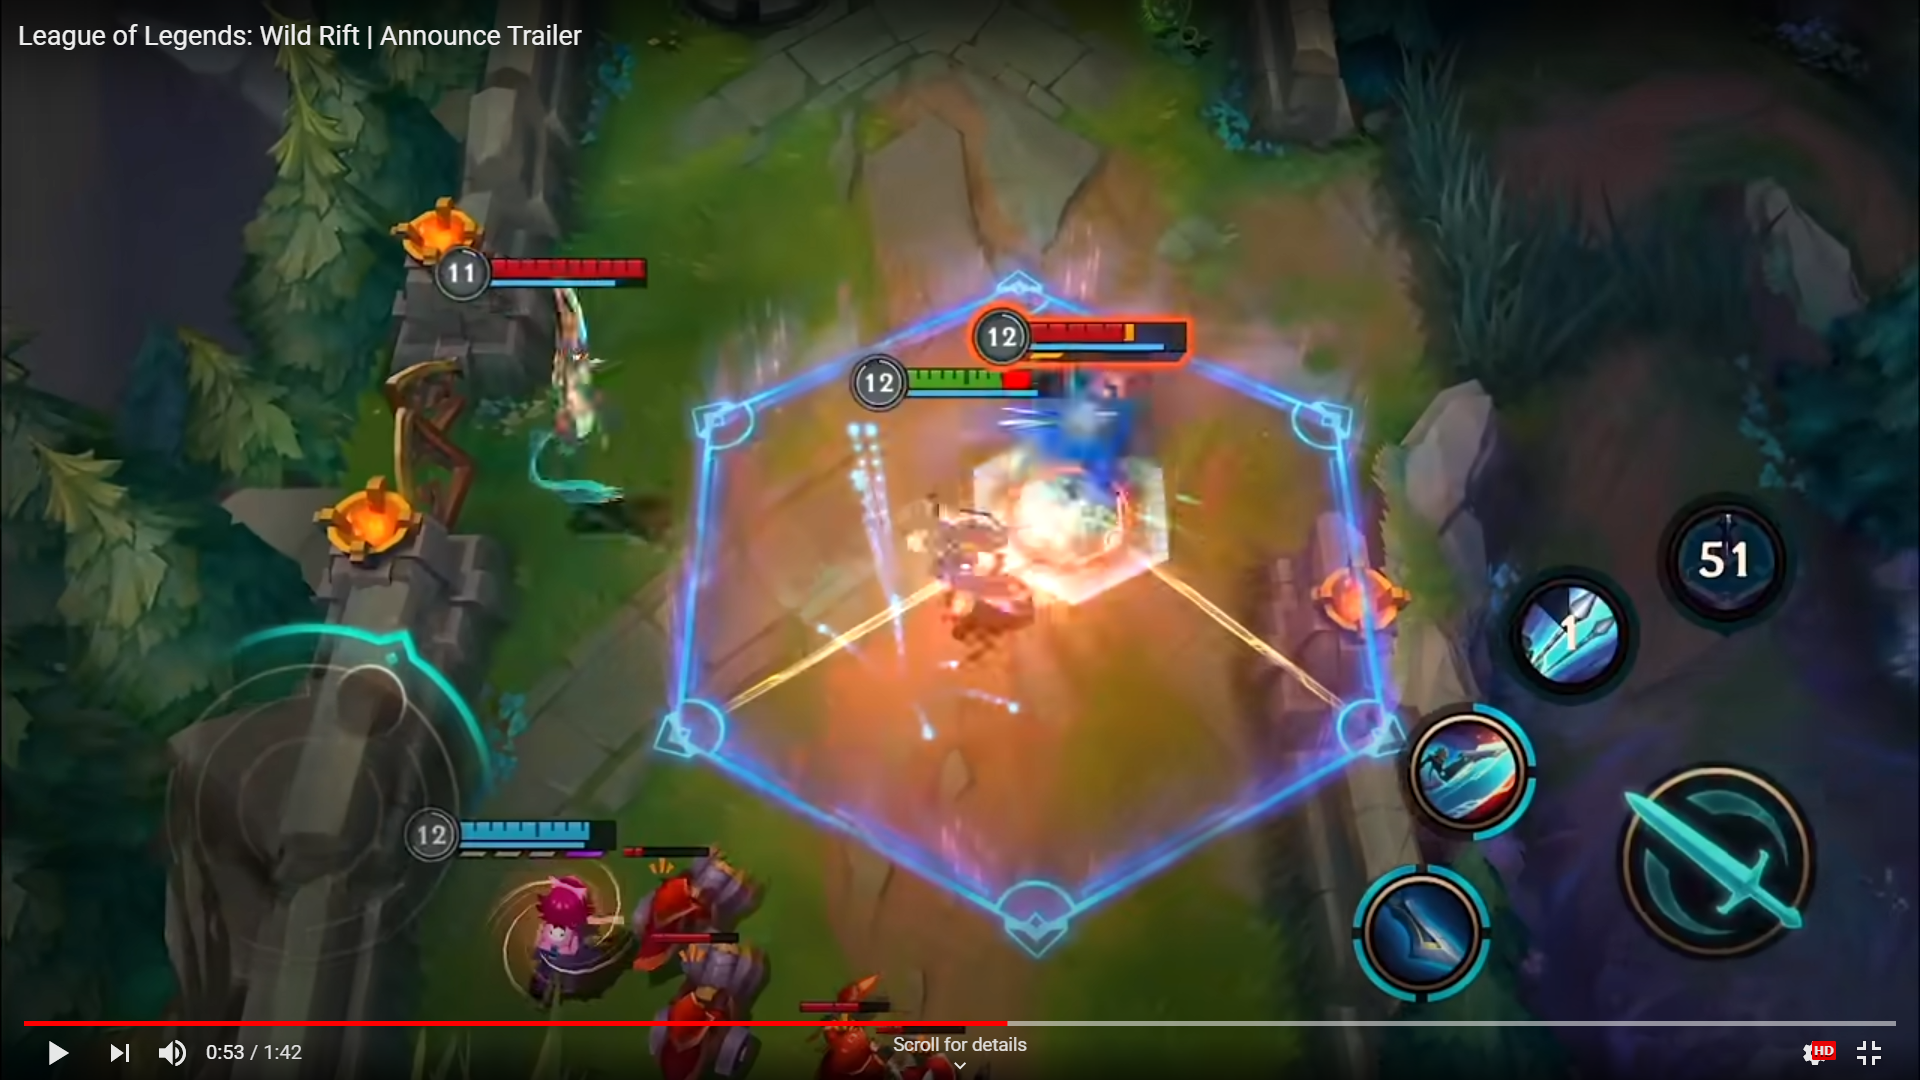 League of Legends: Wild Rift | Announce Trailer
11
12
12
51
1
12
Scroll for details
0:53 / 1:42
HD